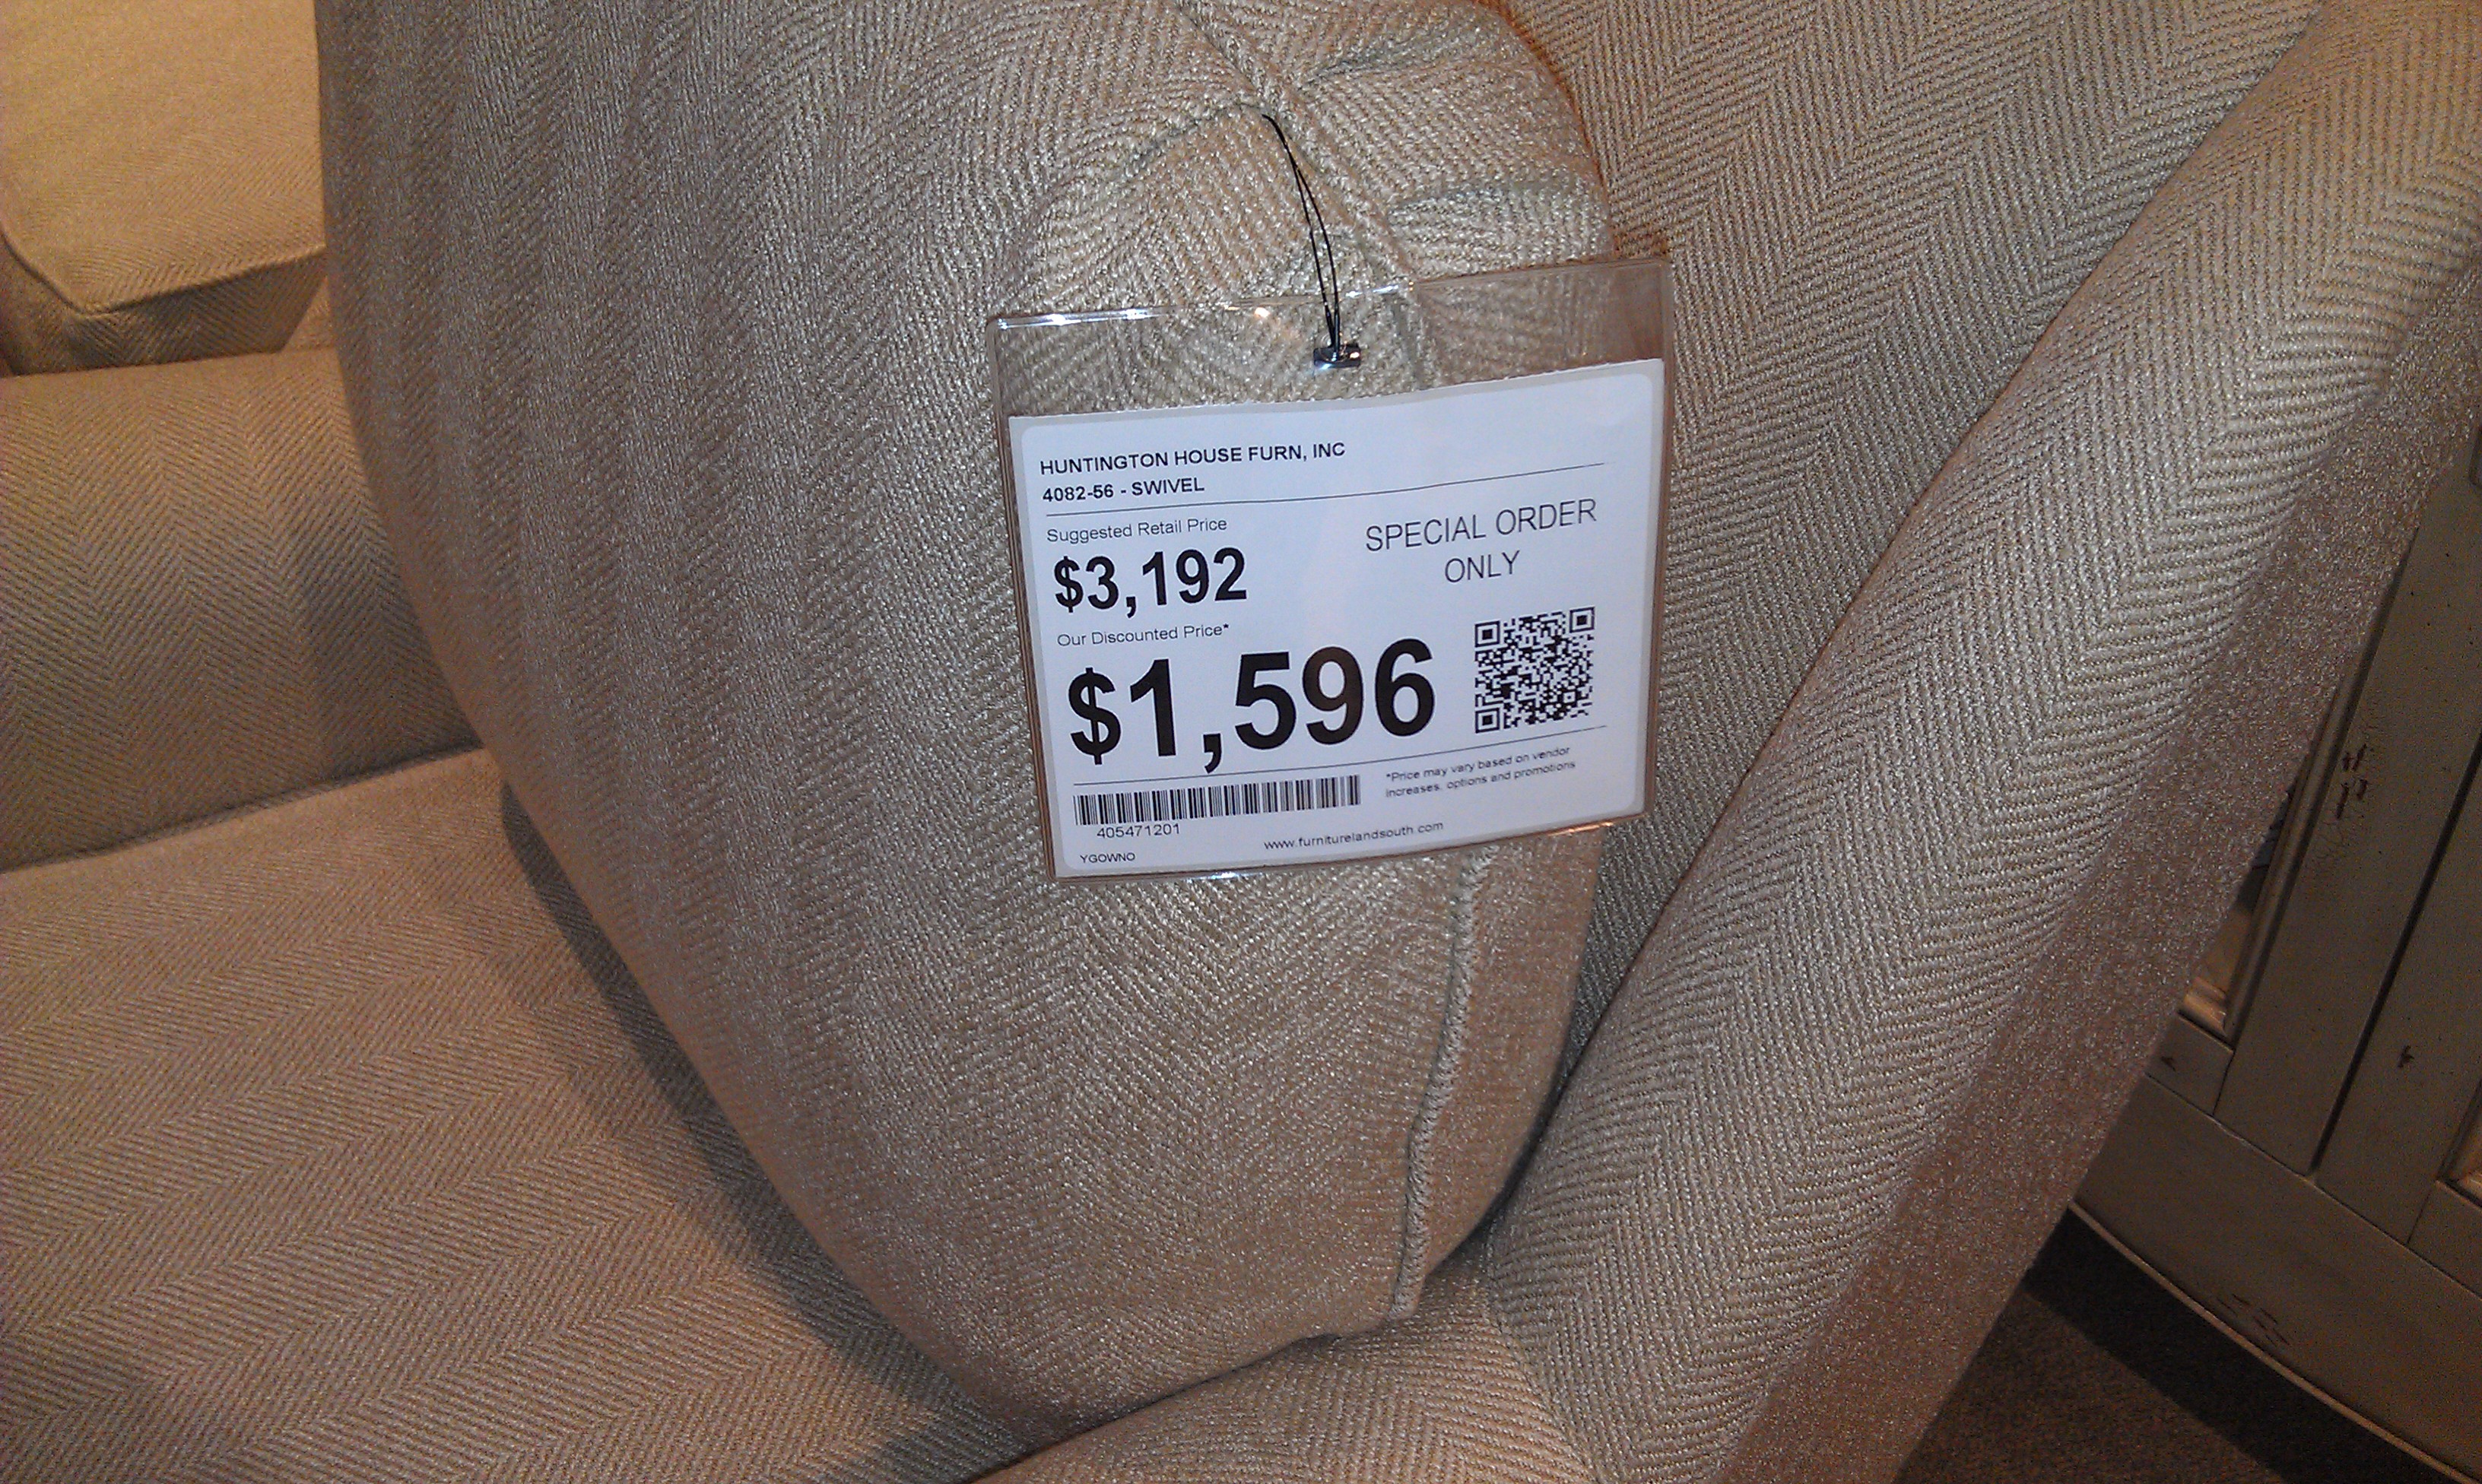 HUNTINGTON HOUSE FURN, INC
4082-56 - SWIVEL
Suggested Retail Price
$3,192
SPECIAL ORDER
ONLY
Our Discounted Price*
$1,596
405471201
*Price may vary based on vendor
increases, options and promotions
www.furniturelandsouth.com
YGOWNO